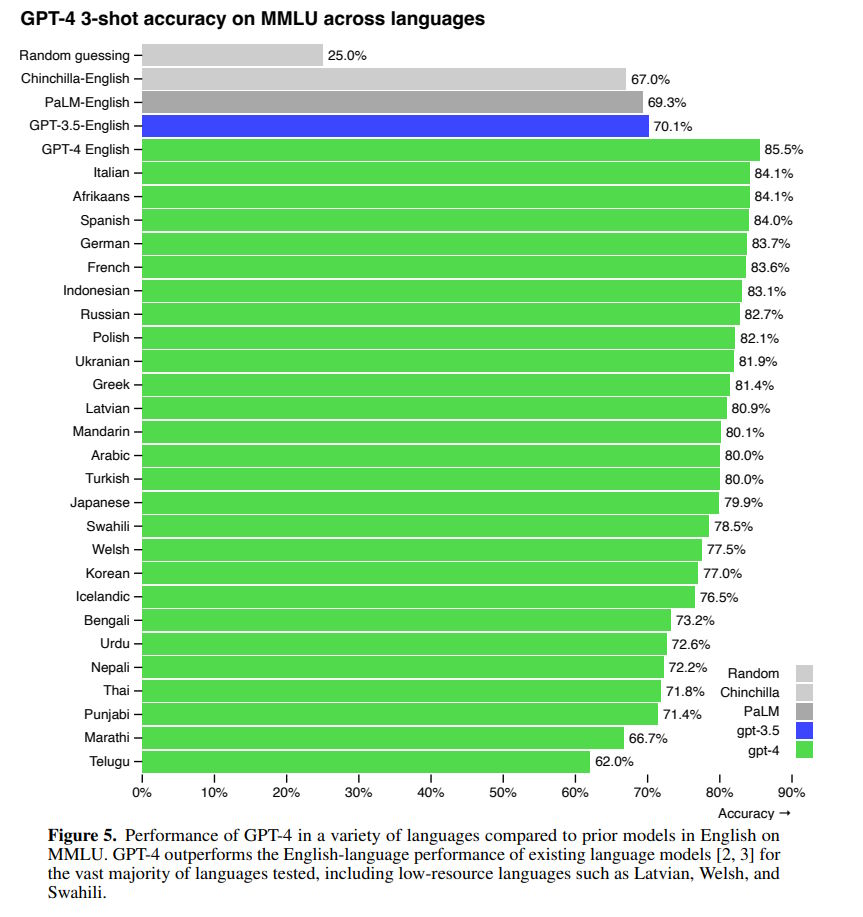 GPT-4 3-shot accuracy on MMLU across languages
Random guessing 25.0%
Chinchilla-English 67.0%
PaLM-English 69.3%
GPT-3.5-English 70.1%
GPT-4 English 85.5%
Italian 84.1%
Afrikaans 84.1%
Spanish 84.0%
German 83.7%
French 83.6%
Indonesian 83.1%
Russian 82.7%
Polish 82.1%
Ukranian 81.9%
Greek 81.4%
Latvian 80.9%
Mandarin 80.1%
Arabic 80.0%
Turkish 80.0%
Japanese 79.9%
Swahili 78.5%
Welsh 77.5%
Korean 77.0%
Icelandic 76.5%
Bengali 73.2%
Urdu 72.6%
Nepali 72.2%
Thai 71.8%
Punjabi 71.4%
Marathi 66.7%
Telugu 62.0%
Random
Chinchilla
PaLM
gpt-3.5
gpt-4
0% 10% 20% 30% 40% 50% 60% 70% 80% 90%
Accuracy →
Figure 5. Performance of GPT-4 in a variety of languages compared to prior models in English on
MMLU. GPT-4 outperforms the English-language performance of existing language models [2, 3] for
the vast majority of languages tested, including low-resource languages such as Latvian, Welsh, and
Swahili.